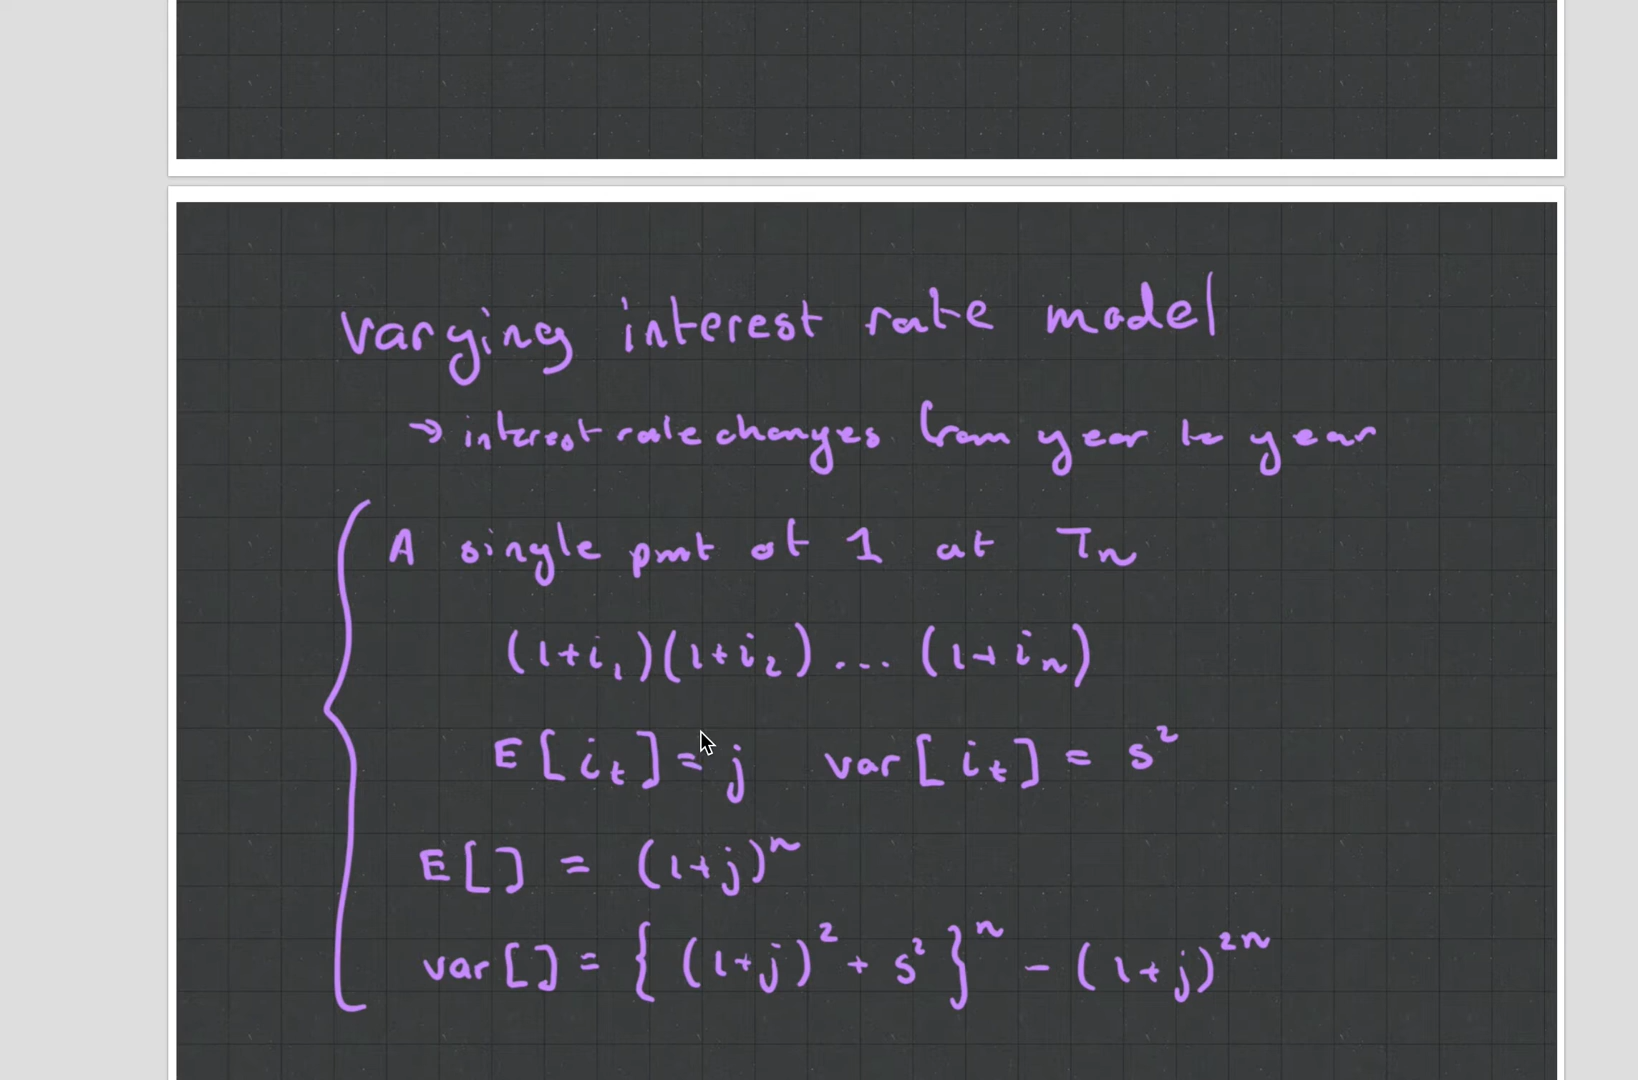 varying interest rate model
→ interest rate changes from year to year
A single pmt of 1 at Tn
(1+i₁)(1+i₂)...(1+iₙ)
E[iₜ] = j   var[iₜ] = s²
E[] = (1+j)ⁿ
var[] = {(1+j)² + s²}ⁿ - (1+j)²ⁿ